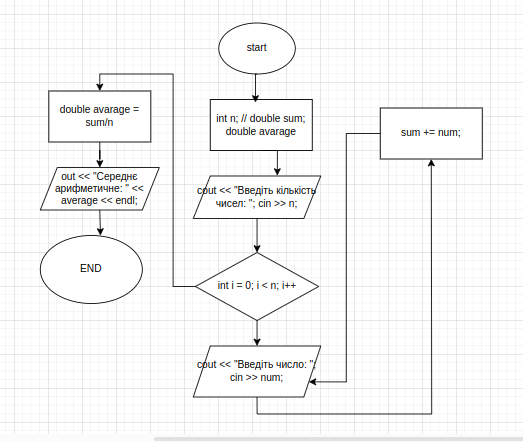 start
int n; // double sum;
double avarage
cout << "Введіть кількість
чисел: "; cin >> n;
int i = 0; i < n; i++
cout << "Введіть число: ";
cin >> num;
sum += num;
double avarage =
sum/n
out << "Середнє
арифметичне: " <<
average << endl;
END